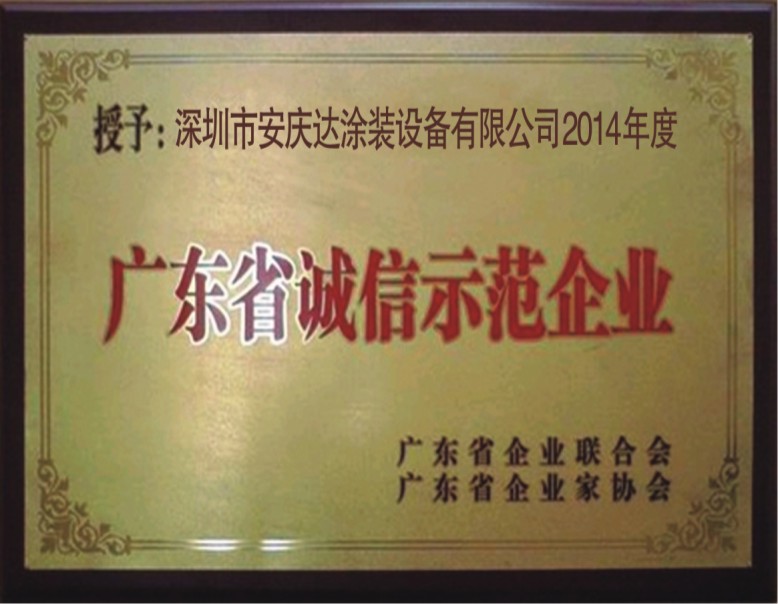 授予：深圳市安庆达涂装设备有限公司2014年度
广东省诚信示范企业
广东省企业联合会
广东省企业家协会